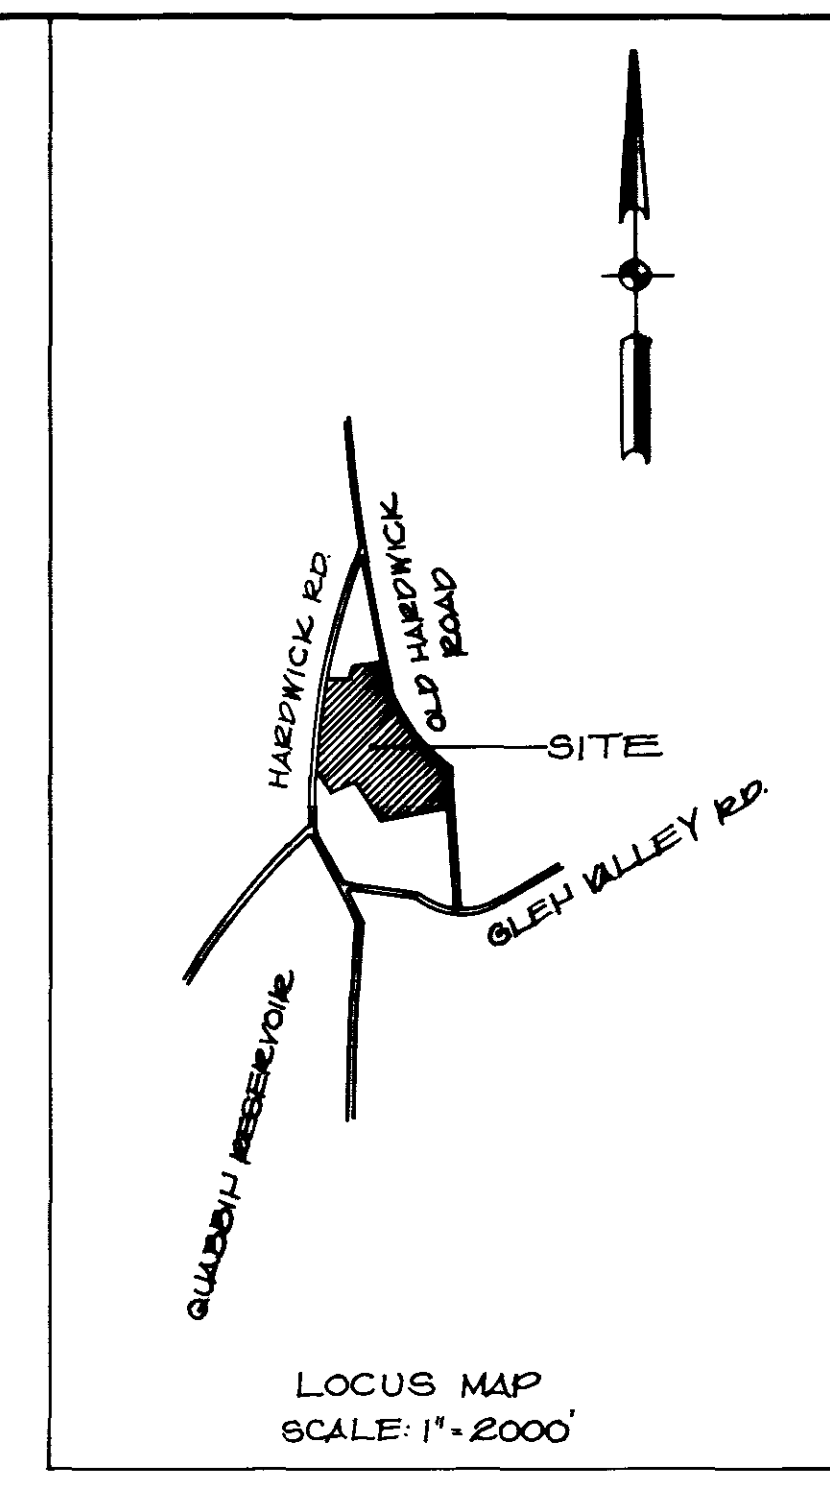 HARDWICK RD.
OLD HARDWICK
ROAD
SITE
GLEN VALLEY RD.
QUABBIN RESERVOIR
LOCUS MAP
SCALE: 1"=2000'